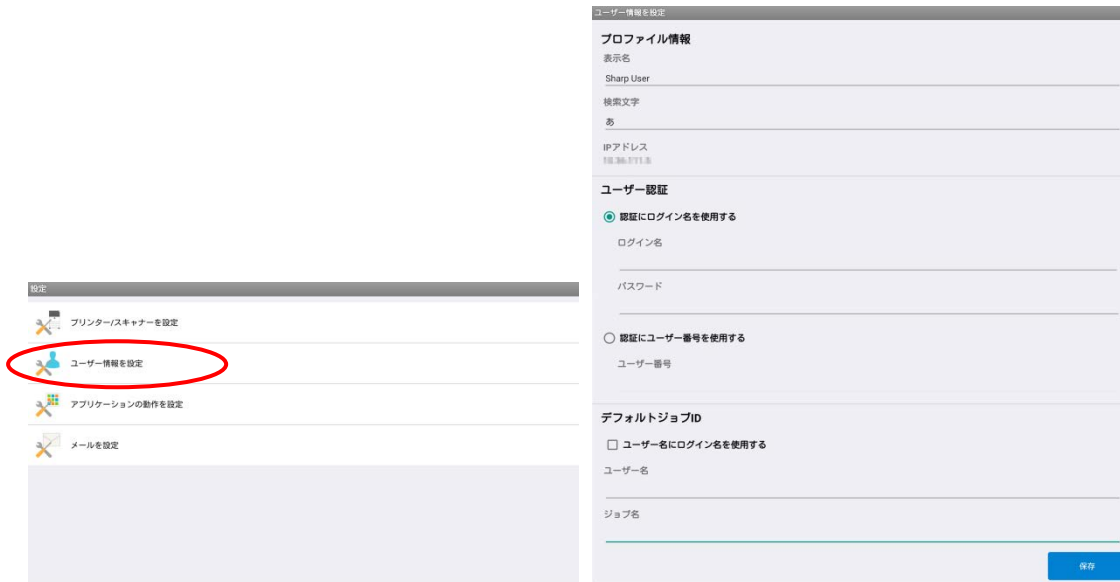 設定
プリンター/スキャナーを設定
ユーザー情報を設定
アプリケーションの動作を設定
メールを設定
ユーザー情報を設定
プロファイル情報
表示名
Sharp User
検索文字
あ
IPアドレス
ユーザー認証
認証にログイン名を使用する
ログイン名
パスワード
認証にユーザー番号を使用する
ユーザー番号
デフォルトジョブID
ユーザー名にログイン名を使用する
ユーザー名
ジョブ名
保存